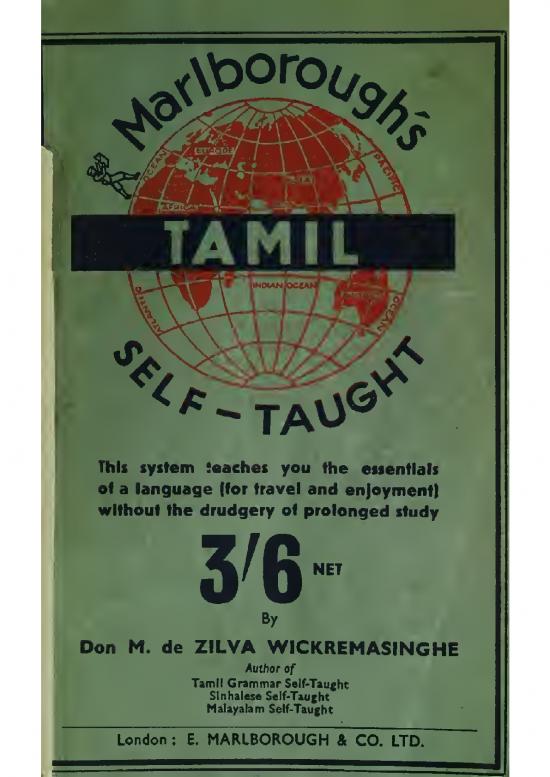 Marlborough's
OCEAN
EUROPE
ASIA
PACIFIC
AFRICA
TAMIL
ATLANTIC
INDIAN OCEAN
AUSTRALIA
OCEAN
SELF-TAUGHT
This system teaches you the essentials
of a language (for travel and enjoyment)
without the drudgery of prolonged study
3/6 NET
By
Don M. de ZILVA WICKREMASINGHE
Author of
Tamil Grammar Self-Taught
Sinhalese Self-Taught
Malayalam Self-Taught
London: E. MARLBOROUGH & CO. LTD.